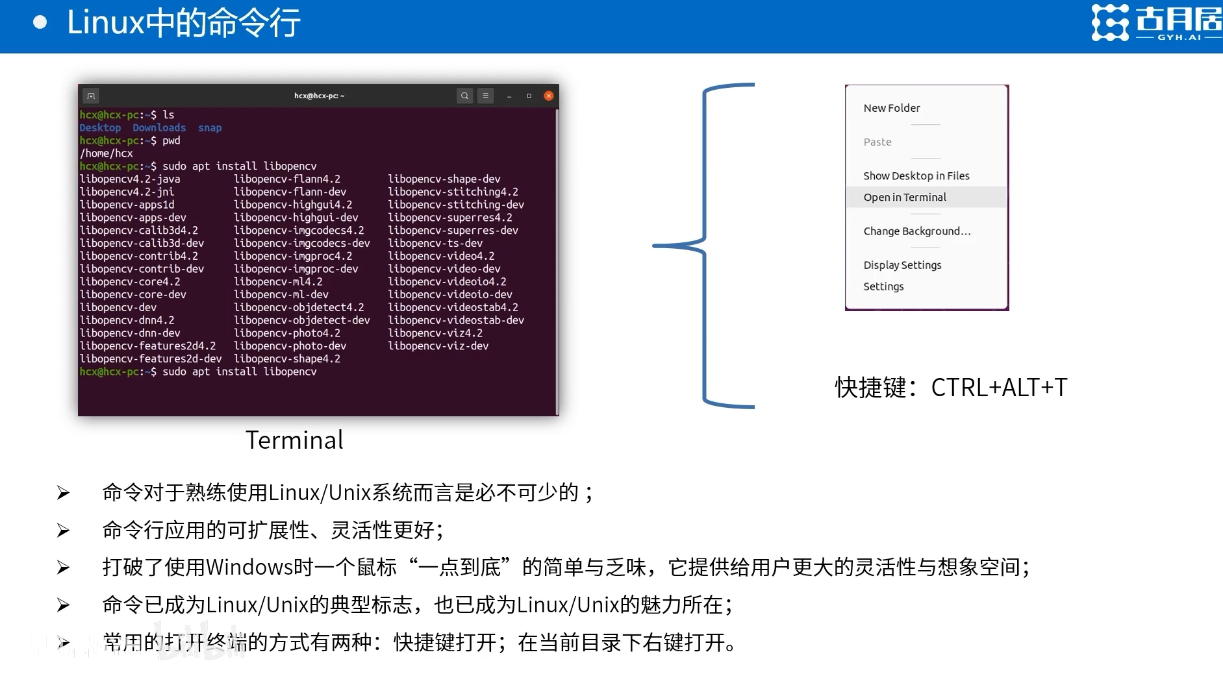 Linux中的命令行
古月居
GYH.AI
hcx@hcx-pc: ~
hcx@hcx-pc:~$ ls
Desktop Downloads snap
hcx@hcx-pc:~$ pwd
/home/hcx
hcx@hcx-pc:~$ sudo apt install libopencv
libopencv4.2-java libopencv-flann4.2 libopencv-shape-dev
libopencv4.2-jni libopencv-flann-dev libopencv-stitching4.2
libopencv-apps1d libopencv-highgui4.2 libopencv-stitching-dev
libopencv-apps-dev libopencv-highgui-dev libopencv-superres4.2
libopencv-calib3d4.2 libopencv-imgcodecs4.2 libopencv-superres-dev
libopencv-calib3d-dev libopencv-imgcodecs-dev libopencv-ts-dev
libopencv-contrib4.2 libopencv-imgproc4.2 libopencv-video4.2
libopencv-contrib-dev libopencv-imgproc-dev libopencv-video-dev
libopencv-core4.2 libopencv-ml4.2 libopencv-videoio4.2
libopencv-core-dev libopencv-ml-dev libopencv-videoio-dev
libopencv-dev libopencv-objdetect4.2 libopencv-videostab4.2
libopencv-dnn4.2 libopencv-objdetect-dev libopencv-videostab-dev
libopencv-dnn-dev libopencv-photo4.2 libopencv-viz4.2
libopencv-features2d4.2 libopencv-photo-dev libopencv-viz-dev
libopencv-features2d-dev libopencv-shape4.2
hcx@hcx-pc:~$ sudo apt install libopencv
Terminal
New Folder
Paste
Show Desktop in Files
Open in Terminal
Change Background...
Display Settings
Settings
快捷键：CTRL+ALT+T
命令对于熟练使用Linux/Unix系统而言是必不可少的；
命令行应用的可扩展性、灵活性更好；
打破了使用Windows时一个鼠标“一点到底”的简单与乏味，它提供给用户更大的灵活性与想象空间；
命令已成为Linux/Unix的典型标志，也已成为Linux/Unix的魅力所在；
常用的打开终端的方式有两种：快捷键打开；在当前目录下右键打开。